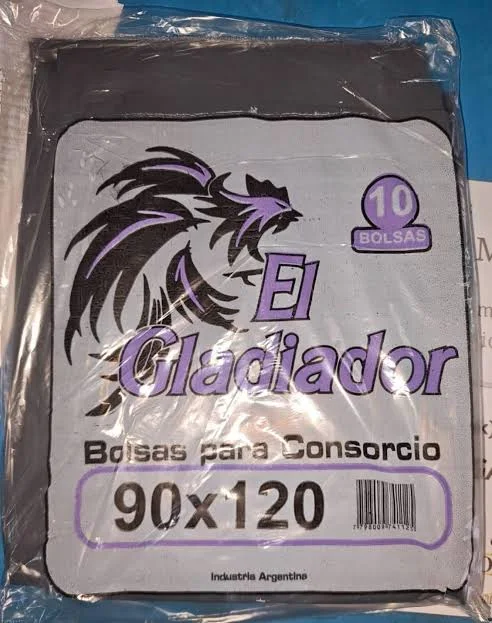 10
BOLSAS
El
Gladiador
Bolsas para Consorcio
90x120
Industria Argentina